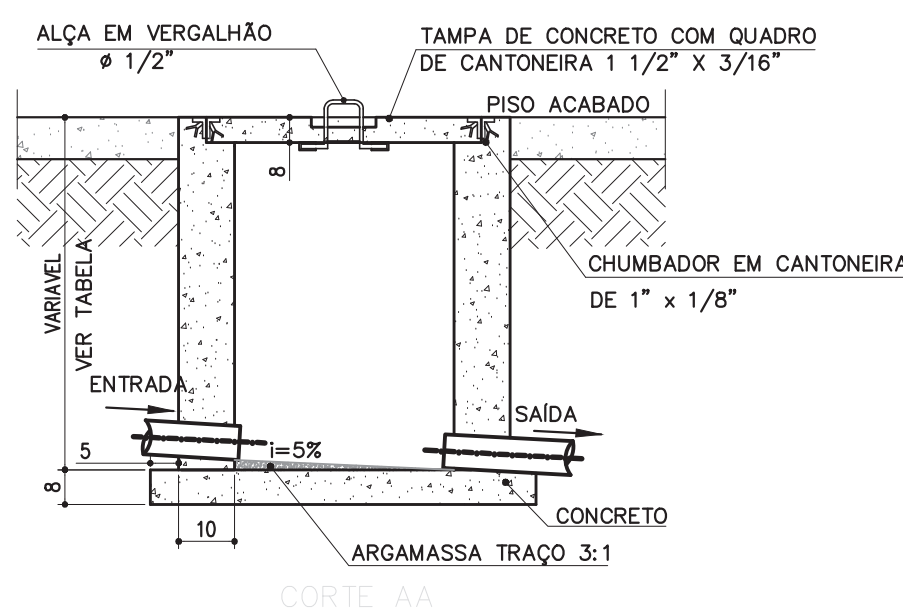 ALÇA EM VERGALHÃO
ø 1/2”
TAMPA DE CONCRETO COM QUADRO
DE CANTONEIRA 1 1/2” X 3/16”
PISO ACABADO
8
CHUMBADOR EM CANTONEIRA
DE 1” x 1/8”
VARIAVEL
VER TABELA
ENTRADA
SAÍDA
5
i=5%
8
10
CONCRETO
ARGAMASSA TRAÇO 3:1
CORTE AA